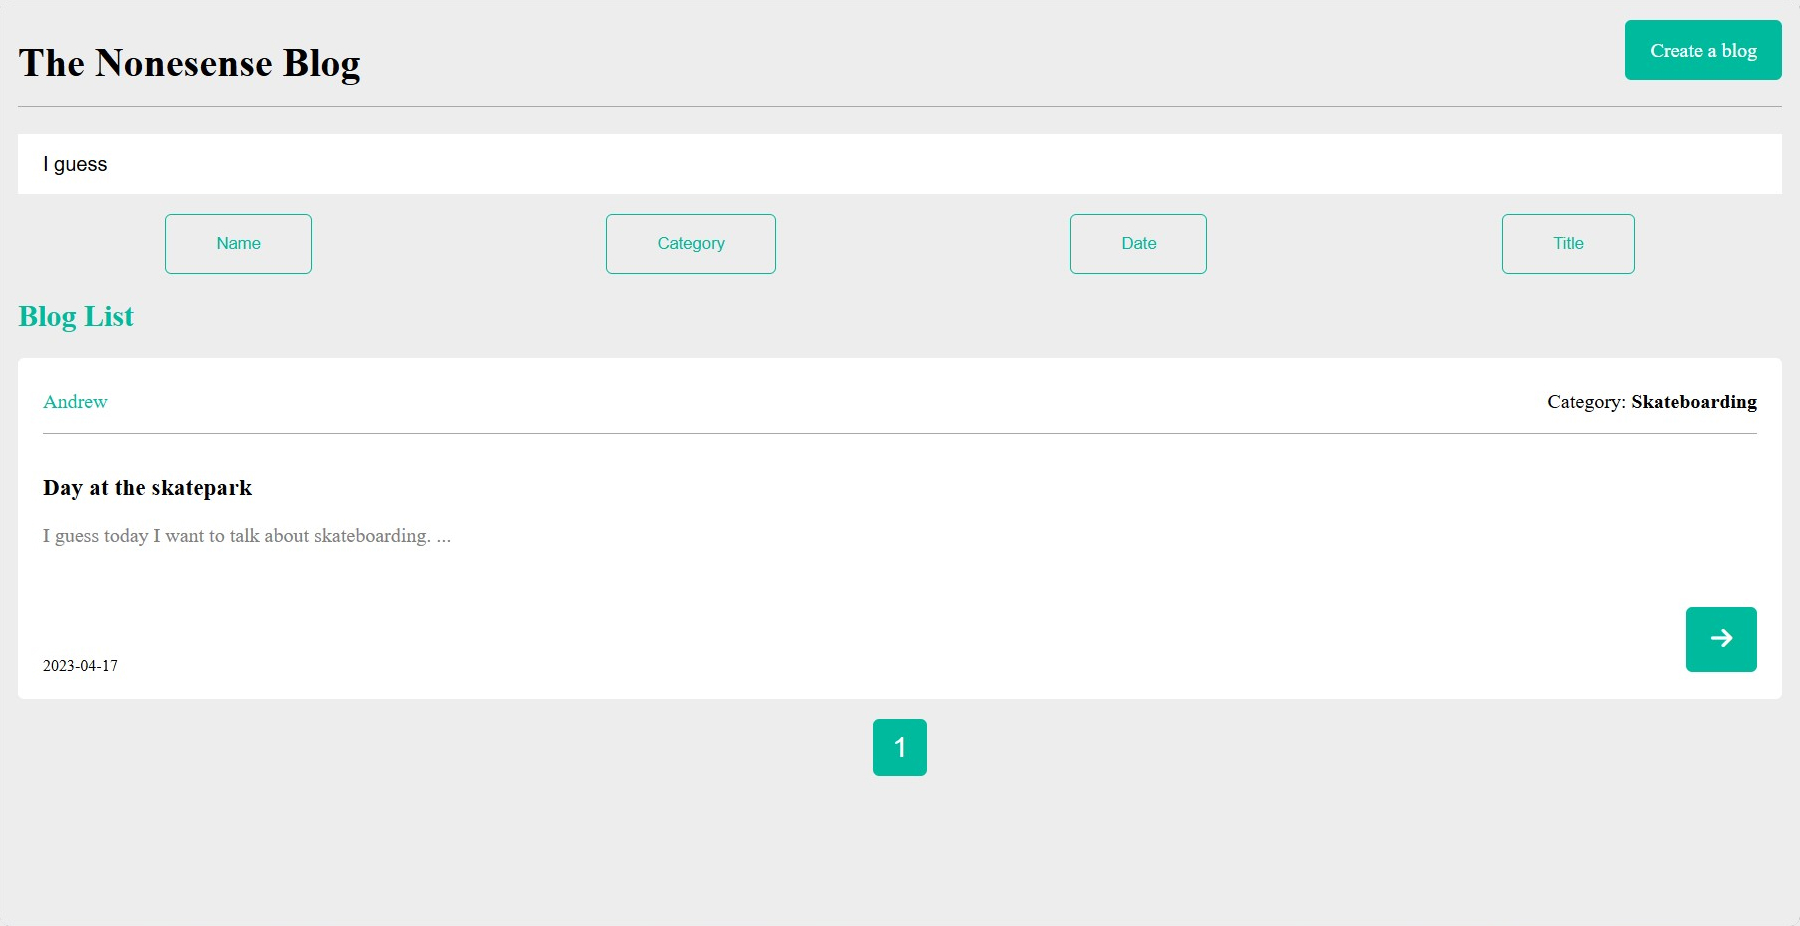 The Nonesense Blog
Create a blog
I guess
Name
Category
Date
Title
Blog List
Andrew
Category: Skateboarding
Day at the skatepark
I guess today I want to talk about skateboarding. ...
2023-04-17
1